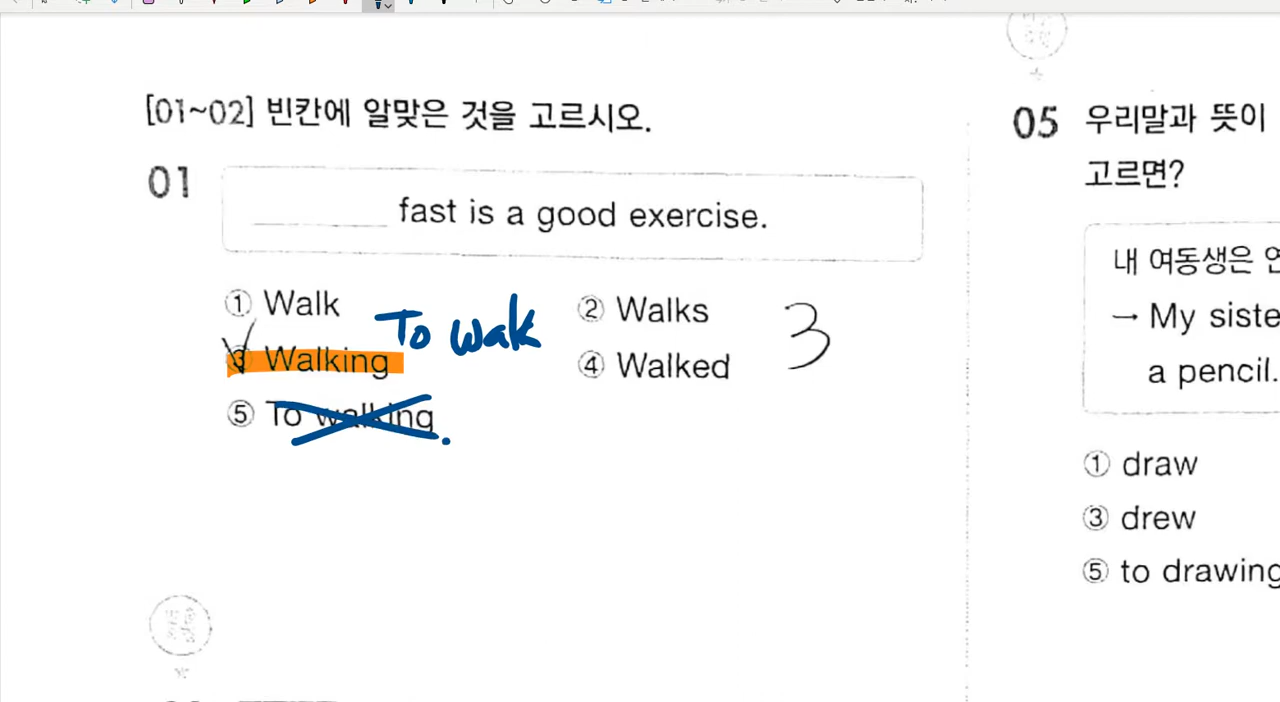 [01~02] 빈칸에 알맞은 것을 고르시오.
01
______ fast is a good exercise.
① Walk
② Walks
③ Walking
④ Walked
⑤ To walking
To wak
3
05 우리말과 뜻이
고르면?
내 여동생은 연
→ My siste
a pencil.
① draw
③ drew
⑤ to drawing